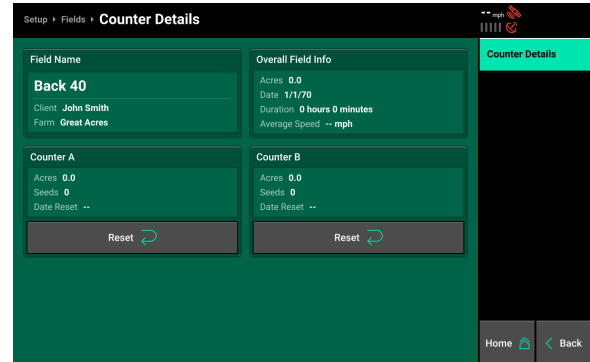 Setup › Fields › Counter Details
-- mph
Counter Details
Field Name
Back 40
Client John Smith
Farm Great Acres
Overall Field Info
Acres 0.0
Date 1/1/70
Duration 0 hours 0 minutes
Average Speed -- mph
Counter A
Acres 0.0
Seeds 0
Date Reset --
Reset
Counter B
Acres 0.0
Seeds 0
Date Reset --
Reset
Home
Back